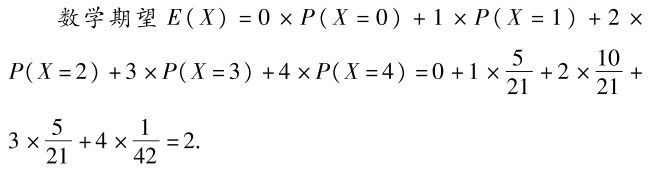 数学期望 E(X) = 0 × P(X = 0) + 1 × P(X = 1) + 2 ×
P(X = 2) + 3 × P(X = 3) + 4 × P(X = 4) = 0 + 1 × 5/21 + 2 × 10/21 +
3 × 5/21 + 4 × 1/42 = 2.